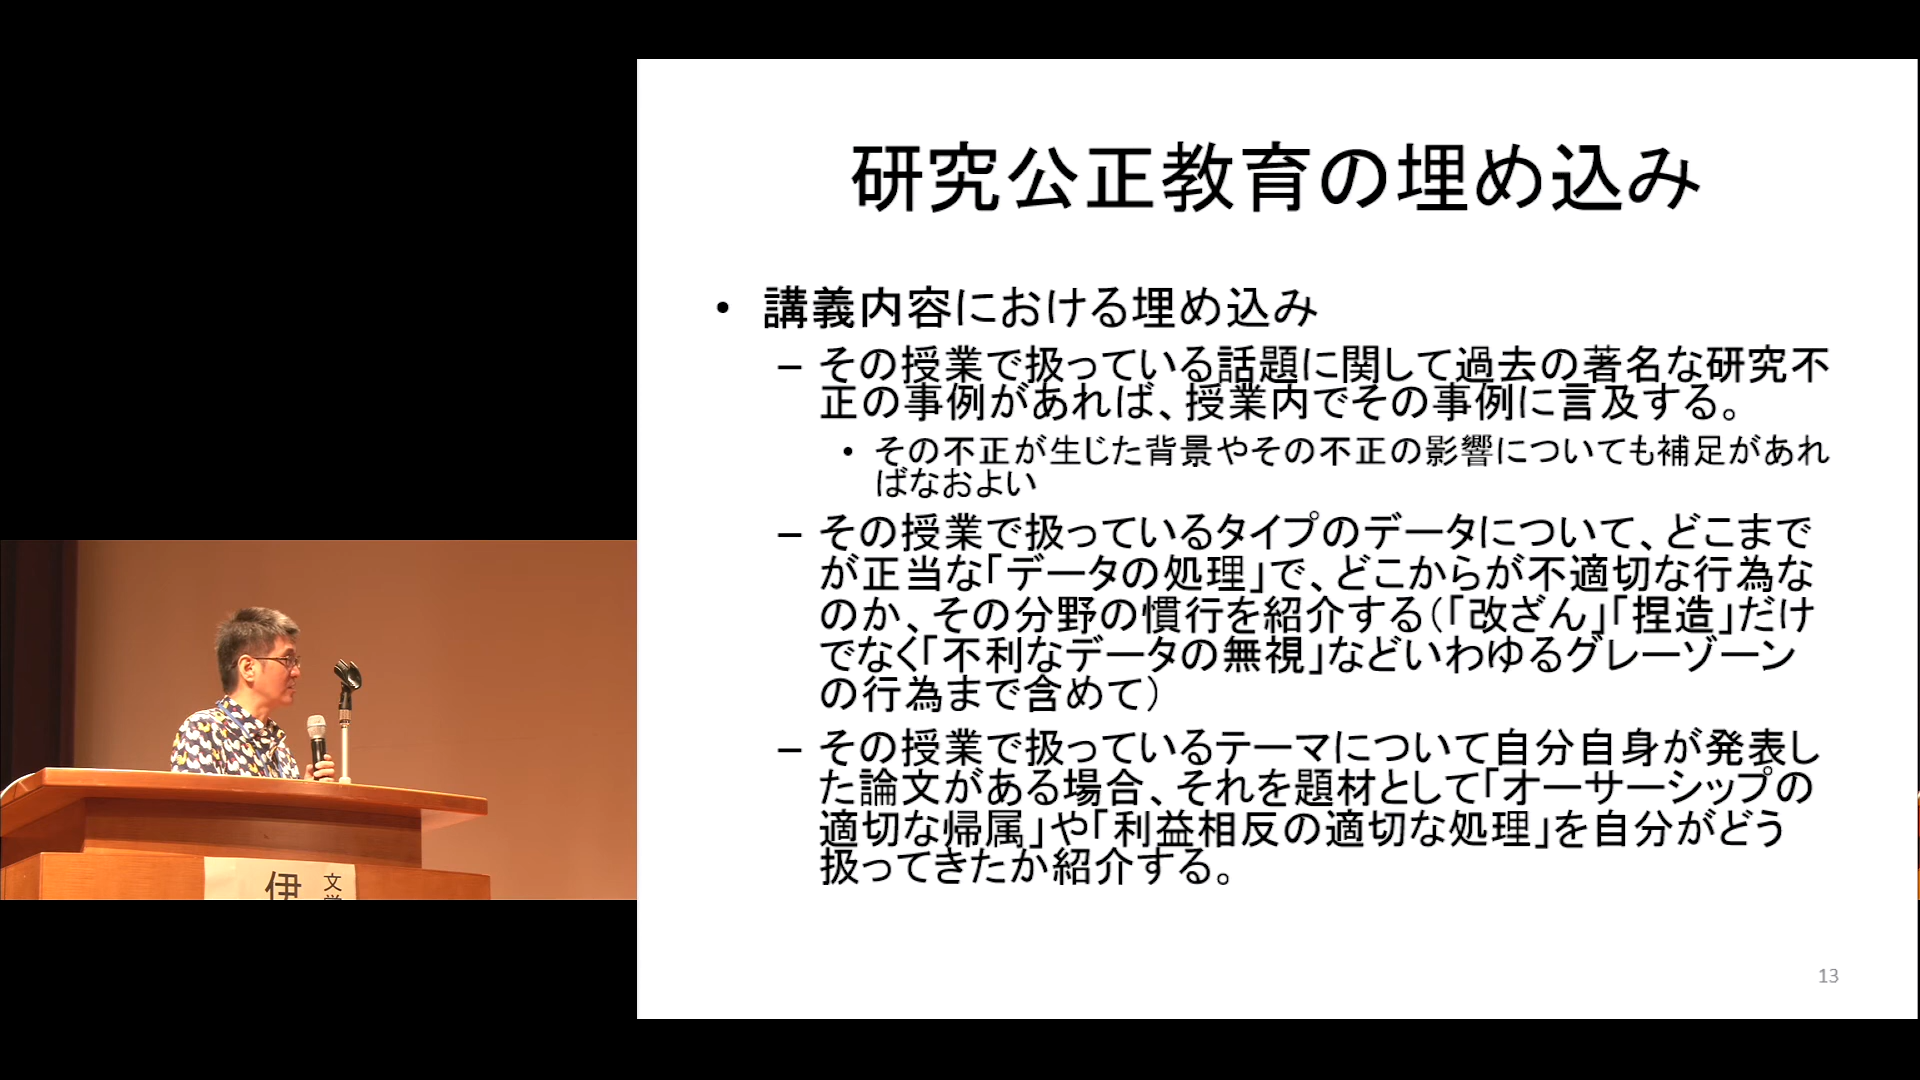 研究公正教育の埋め込み
• 講義内容における埋め込み
– その授業で扱っている話題に関して過去の著名な研究不
正の事例があれば、授業内でその事例に言及する。
• その不正が生じた背景やその不正の影響についても補足があれ
ばなおよい
– その授業で扱っているタイプのデータについて、どこまで
が正当な「データの処理」で、どこからが不適切な行為な
のか、その分野の慣行を紹介する（「改ざん」「捏造」だけ
でなく「不利なデータの無視」などいわゆるグレーゾーン
の行為まで含めて）
– その授業で扱っているテーマについて自分自身が発表し
た論文がある場合、それを題材として「オーサーシップの
適切な帰属」や「利益相反の適切な処理」を自分がどう
扱ってきたか紹介する。
13
文
伊